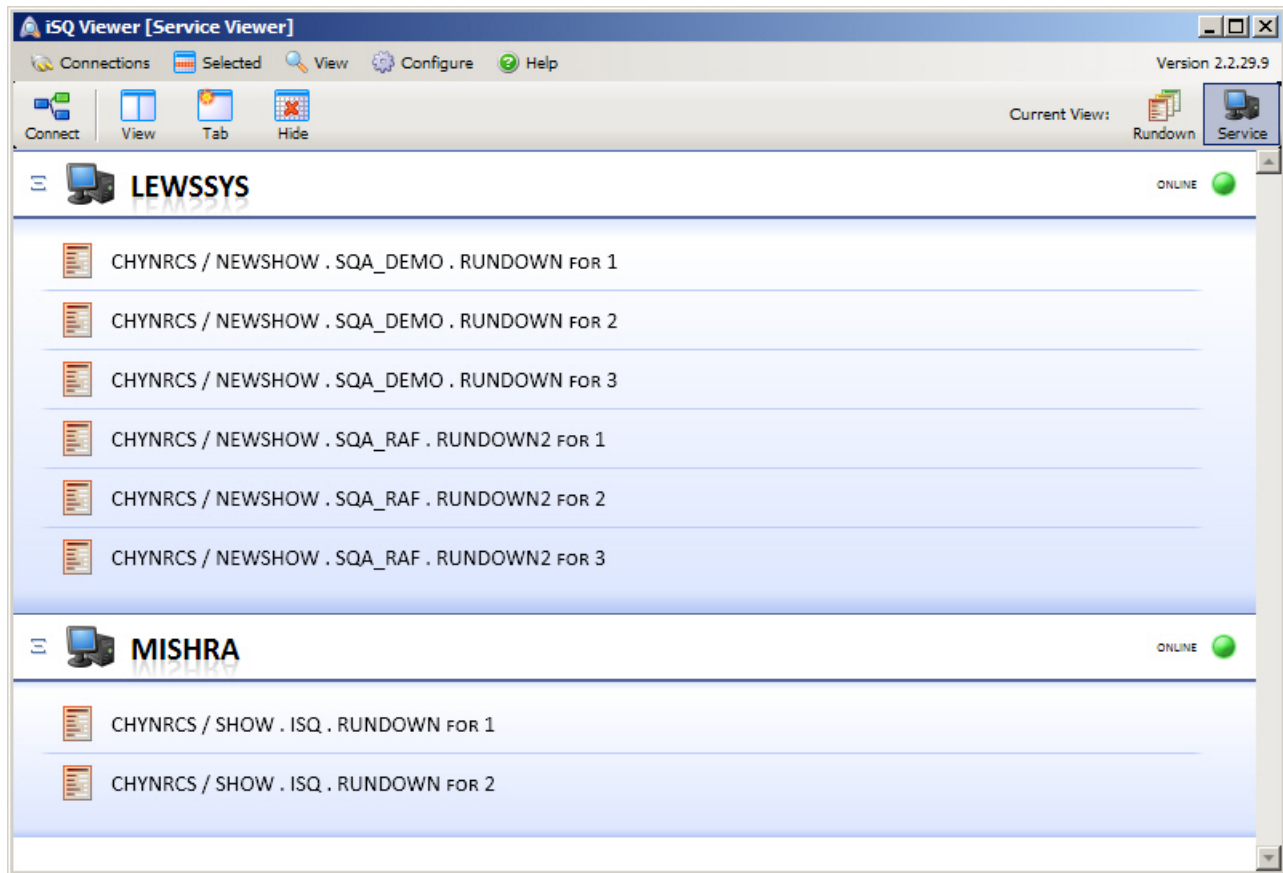 iSQ Viewer [Service Viewer]
Connections Selected View Configure Help Version 2.2.29.9
Connect View Tab Hide Current View: Rundown Service
LEWSSYS ONLINE
CHYNRCS / NEWSHOW . SQA_DEMO . RUNDOWN FOR 1
CHYNRCS / NEWSHOW . SQA_DEMO . RUNDOWN FOR 2
CHYNRCS / NEWSHOW . SQA_DEMO . RUNDOWN FOR 3
CHYNRCS / NEWSHOW . SQA_RAF . RUNDOWN2 FOR 1
CHYNRCS / NEWSHOW . SQA_RAF . RUNDOWN2 FOR 2
CHYNRCS / NEWSHOW . SQA_RAF . RUNDOWN2 FOR 3
MISHRA ONLINE
CHYNRCS / SHOW . ISQ . RUNDOWN FOR 1
CHYNRCS / SHOW . ISQ . RUNDOWN FOR 2